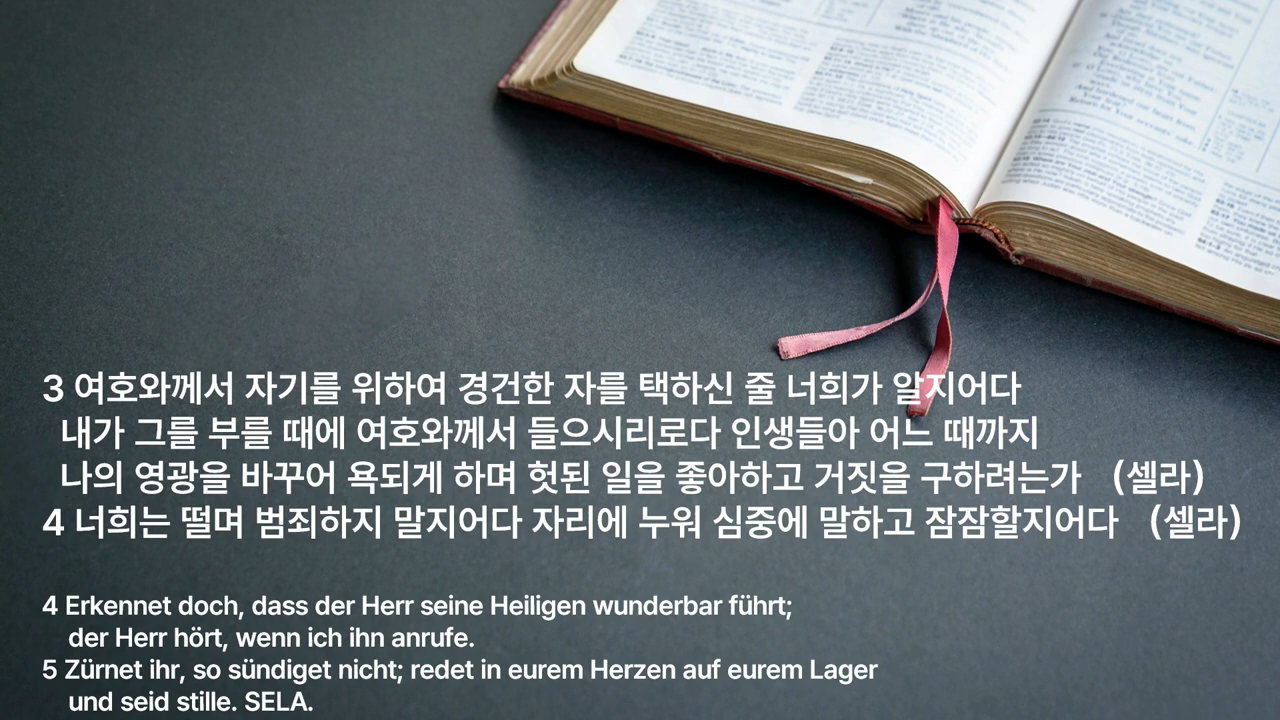 3 여호와께서 자기를 위하여 경건한 자를 택하신 줄 너희가 알지어다
내가 그를 부를 때에 여호와께서 들으시리로다 인생들아 어느 때까지
나의 영광을 바꾸어 욕되게 하며 헛된 일을 좋아하고 거짓을 구하려는가 (셀라)
4 너희는 떨며 범죄하지 말지어다 자리에 누워 심중에 말하고 잠잠할지어다 (셀라)
4 Erkennet doch, dass der Herr seine Heiligen wunderbar führt;
der Herr hört, wenn ich ihn anrufe.
5 Zürnet ihr, so sündiget nicht; redet in eurem Herzen auf eurem Lager
und seid stille. SELA.